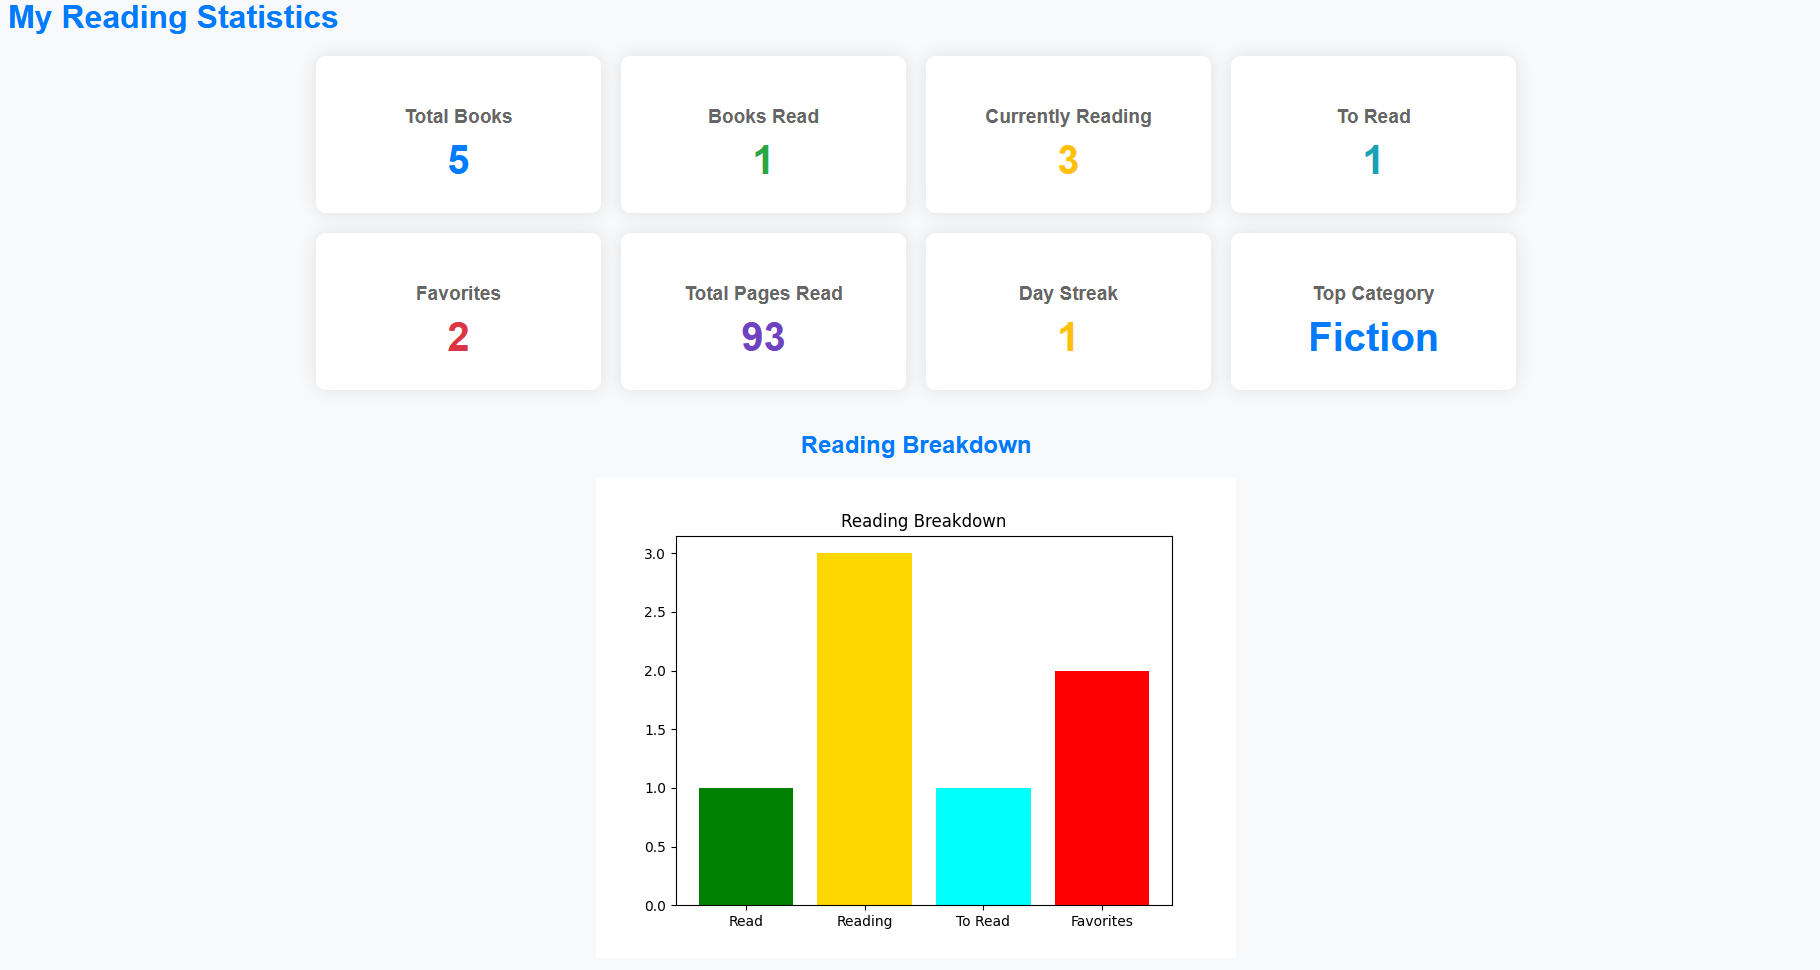 My Reading Statistics
Total Books
5
Books Read
1
Currently Reading
3
To Read
1
Favorites
2
Total Pages Read
93
Day Streak
1
Top Category
Fiction
Reading Breakdown
Reading Breakdown
3.0
2.5
2.0
1.5
1.0
0.5
0.0
Read Reading To Read Favorites